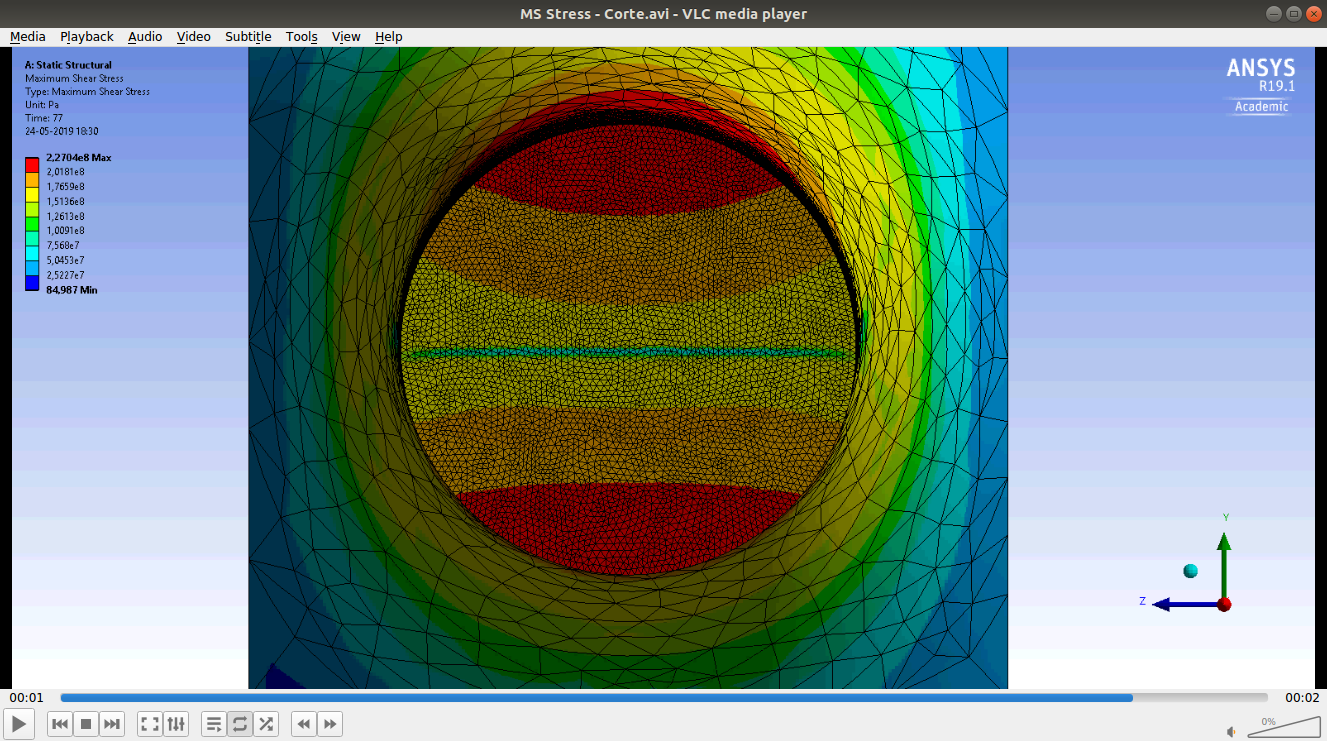 MS Stress - Corte.avi - VLC media player
Media Playback Audio Video Subtitle Tools View Help
A: Static Structural
Maximum Shear Stress
Type: Maximum Shear Stress
Unit: Pa
Time: 77
24-05-2019 18:30
2,2704e8 Max
2,0181e8
1,7659e8
1,5136e8
1,2613e8
1,0091e8
7,568e7
5,0453e7
2,5227e7
84,987 Min
ANSYS
R19.1
Academic
Y
Z
00:01
00:02
0%